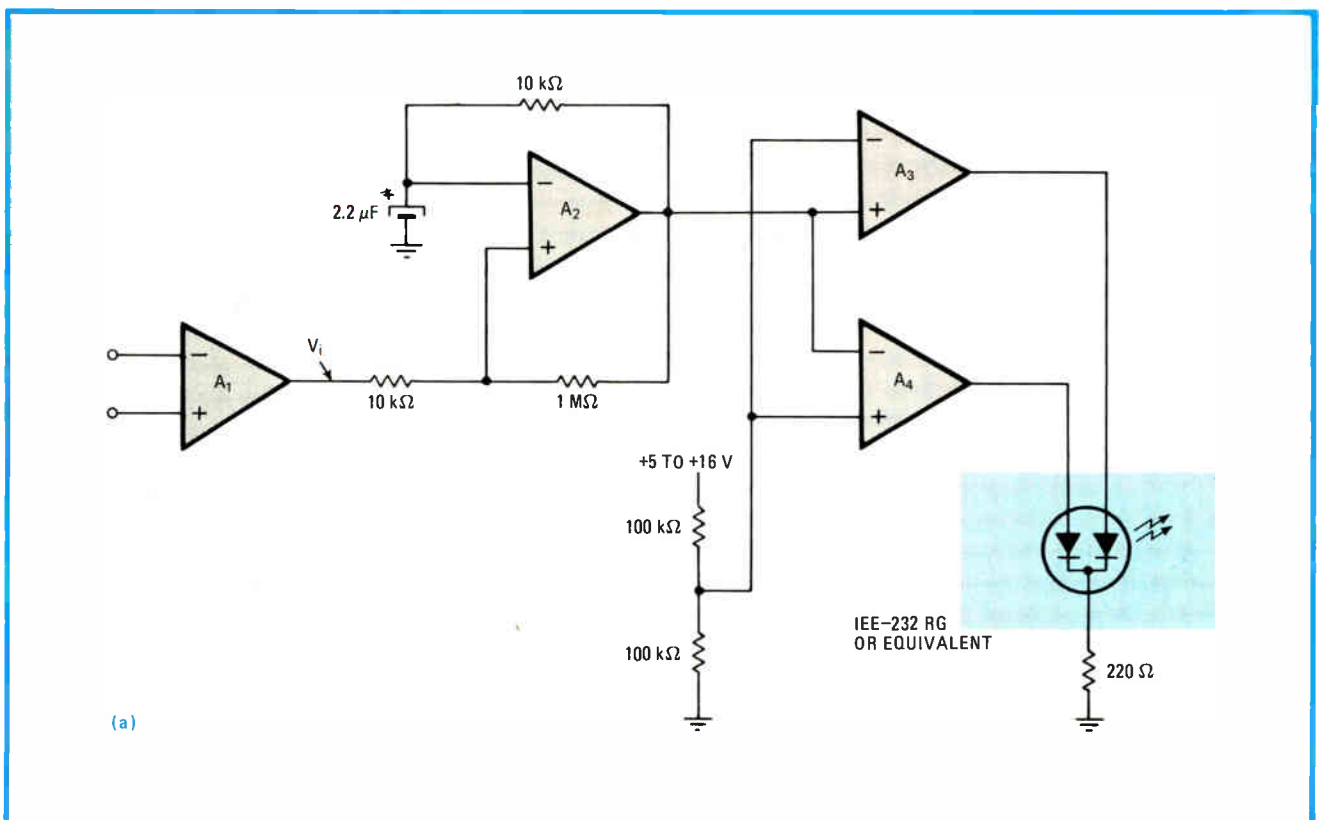 10 kΩ
−
A₃
+
−
A₂
+
*
2.2 µF
Vᵢ
−
A₁
+
10 kΩ
1 MΩ
−
A₄
+
+5 TO +16 V
100 kΩ
100 kΩ
IEE–232 RG
OR EQUIVALENT
220 Ω
(a)